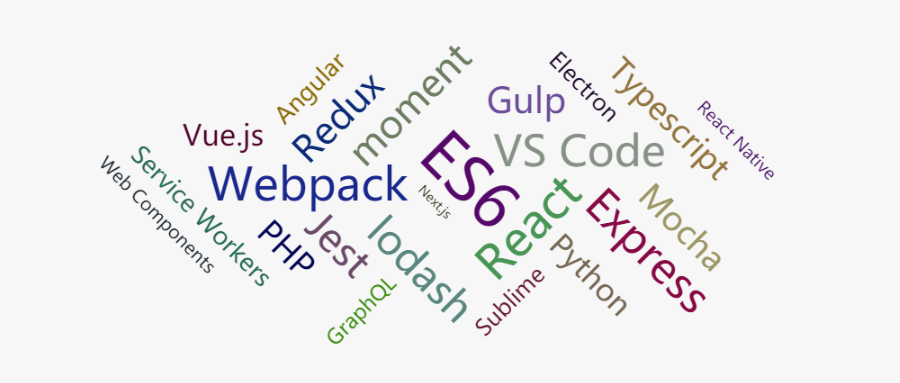 Angular
Redux
moment
Vue.js
Webpack
Service Workers
Web Components
PHP
Jest
lodash
GraphQL
ES6
Next.js
Gulp
Electron
Typescript
React Native
VS Code
React
Express
Mocha
Python
Sublime